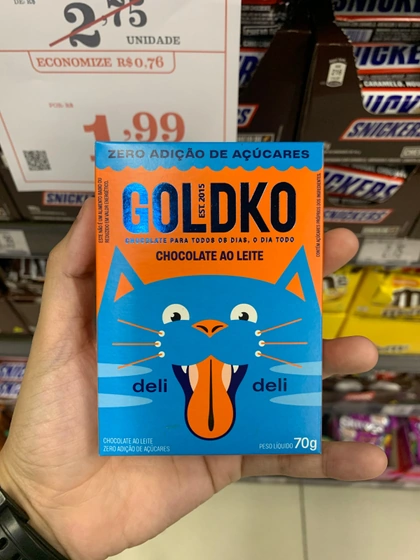 DE: R$
2,75
UNIDADE
ECONOMIZE R$0,76
POR: R$
1,99
SNICKERS
SNICKERS
SNICKERS
ZERO ADIÇÃO DE AÇÚCARES
GOLDKO
EST. 2015
CHOCOLATE PARA TODOS OS DIAS, O DIA TODO
CHOCOLATE AO LEITE
deli deli
CHOCOLATE AO LEITE
ZERO ADIÇÃO DE AÇÚCARES
PESO LÍQUIDO 70g